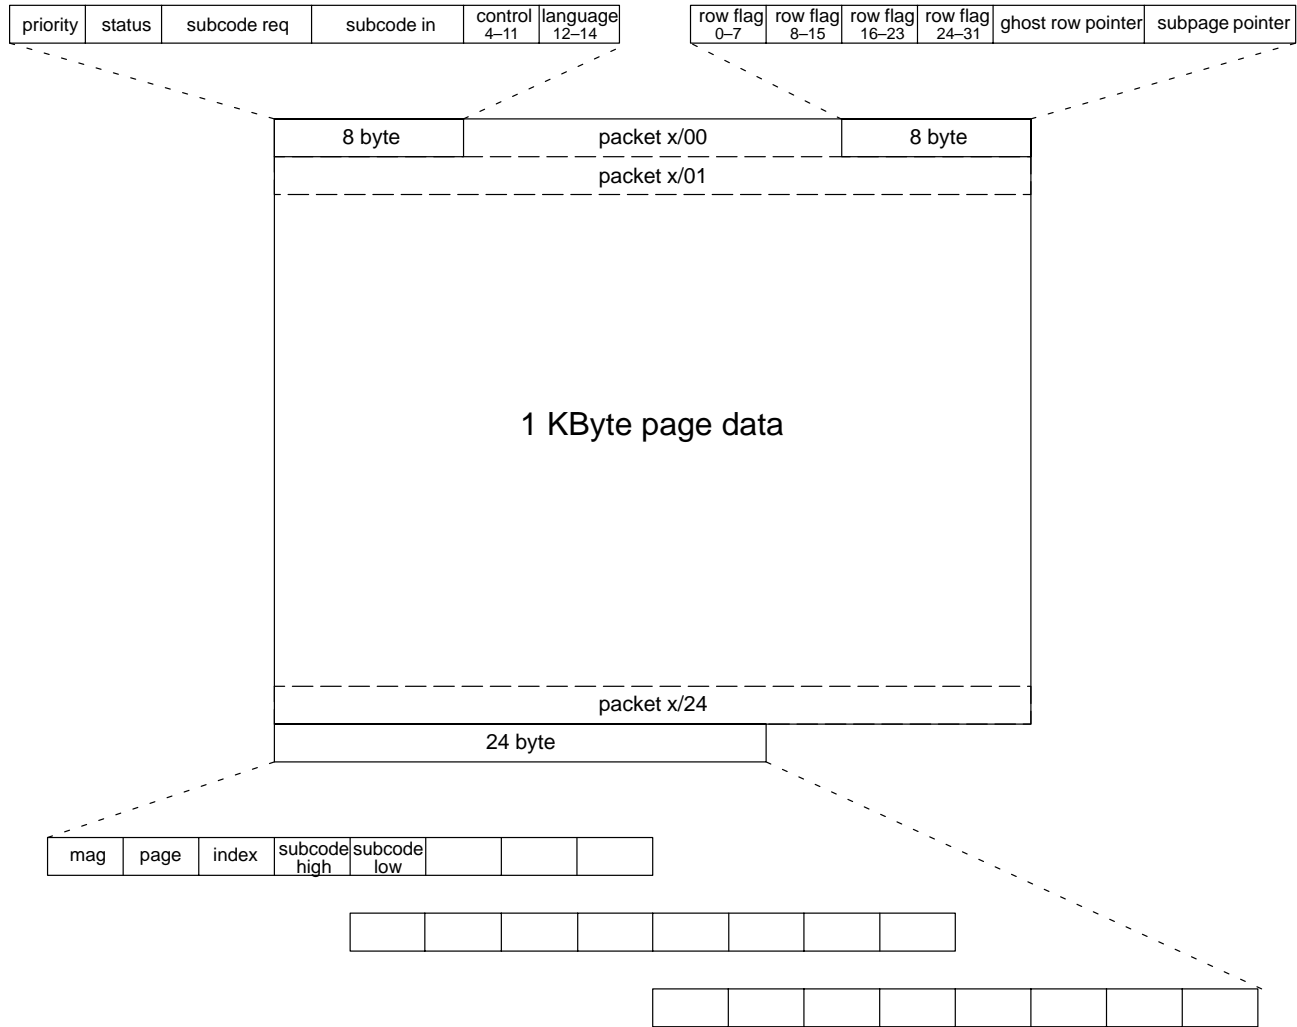 priority status subcode req subcode in control 4–11 language 12–14
row flag 0–7 row flag 8–15 row flag 16–23 row flag 24–31 ghost row pointer subpage pointer
8 byte packet x/00 8 byte
packet x/01
1 KByte page data
packet x/24
24 byte
mag page index subcode high subcode low